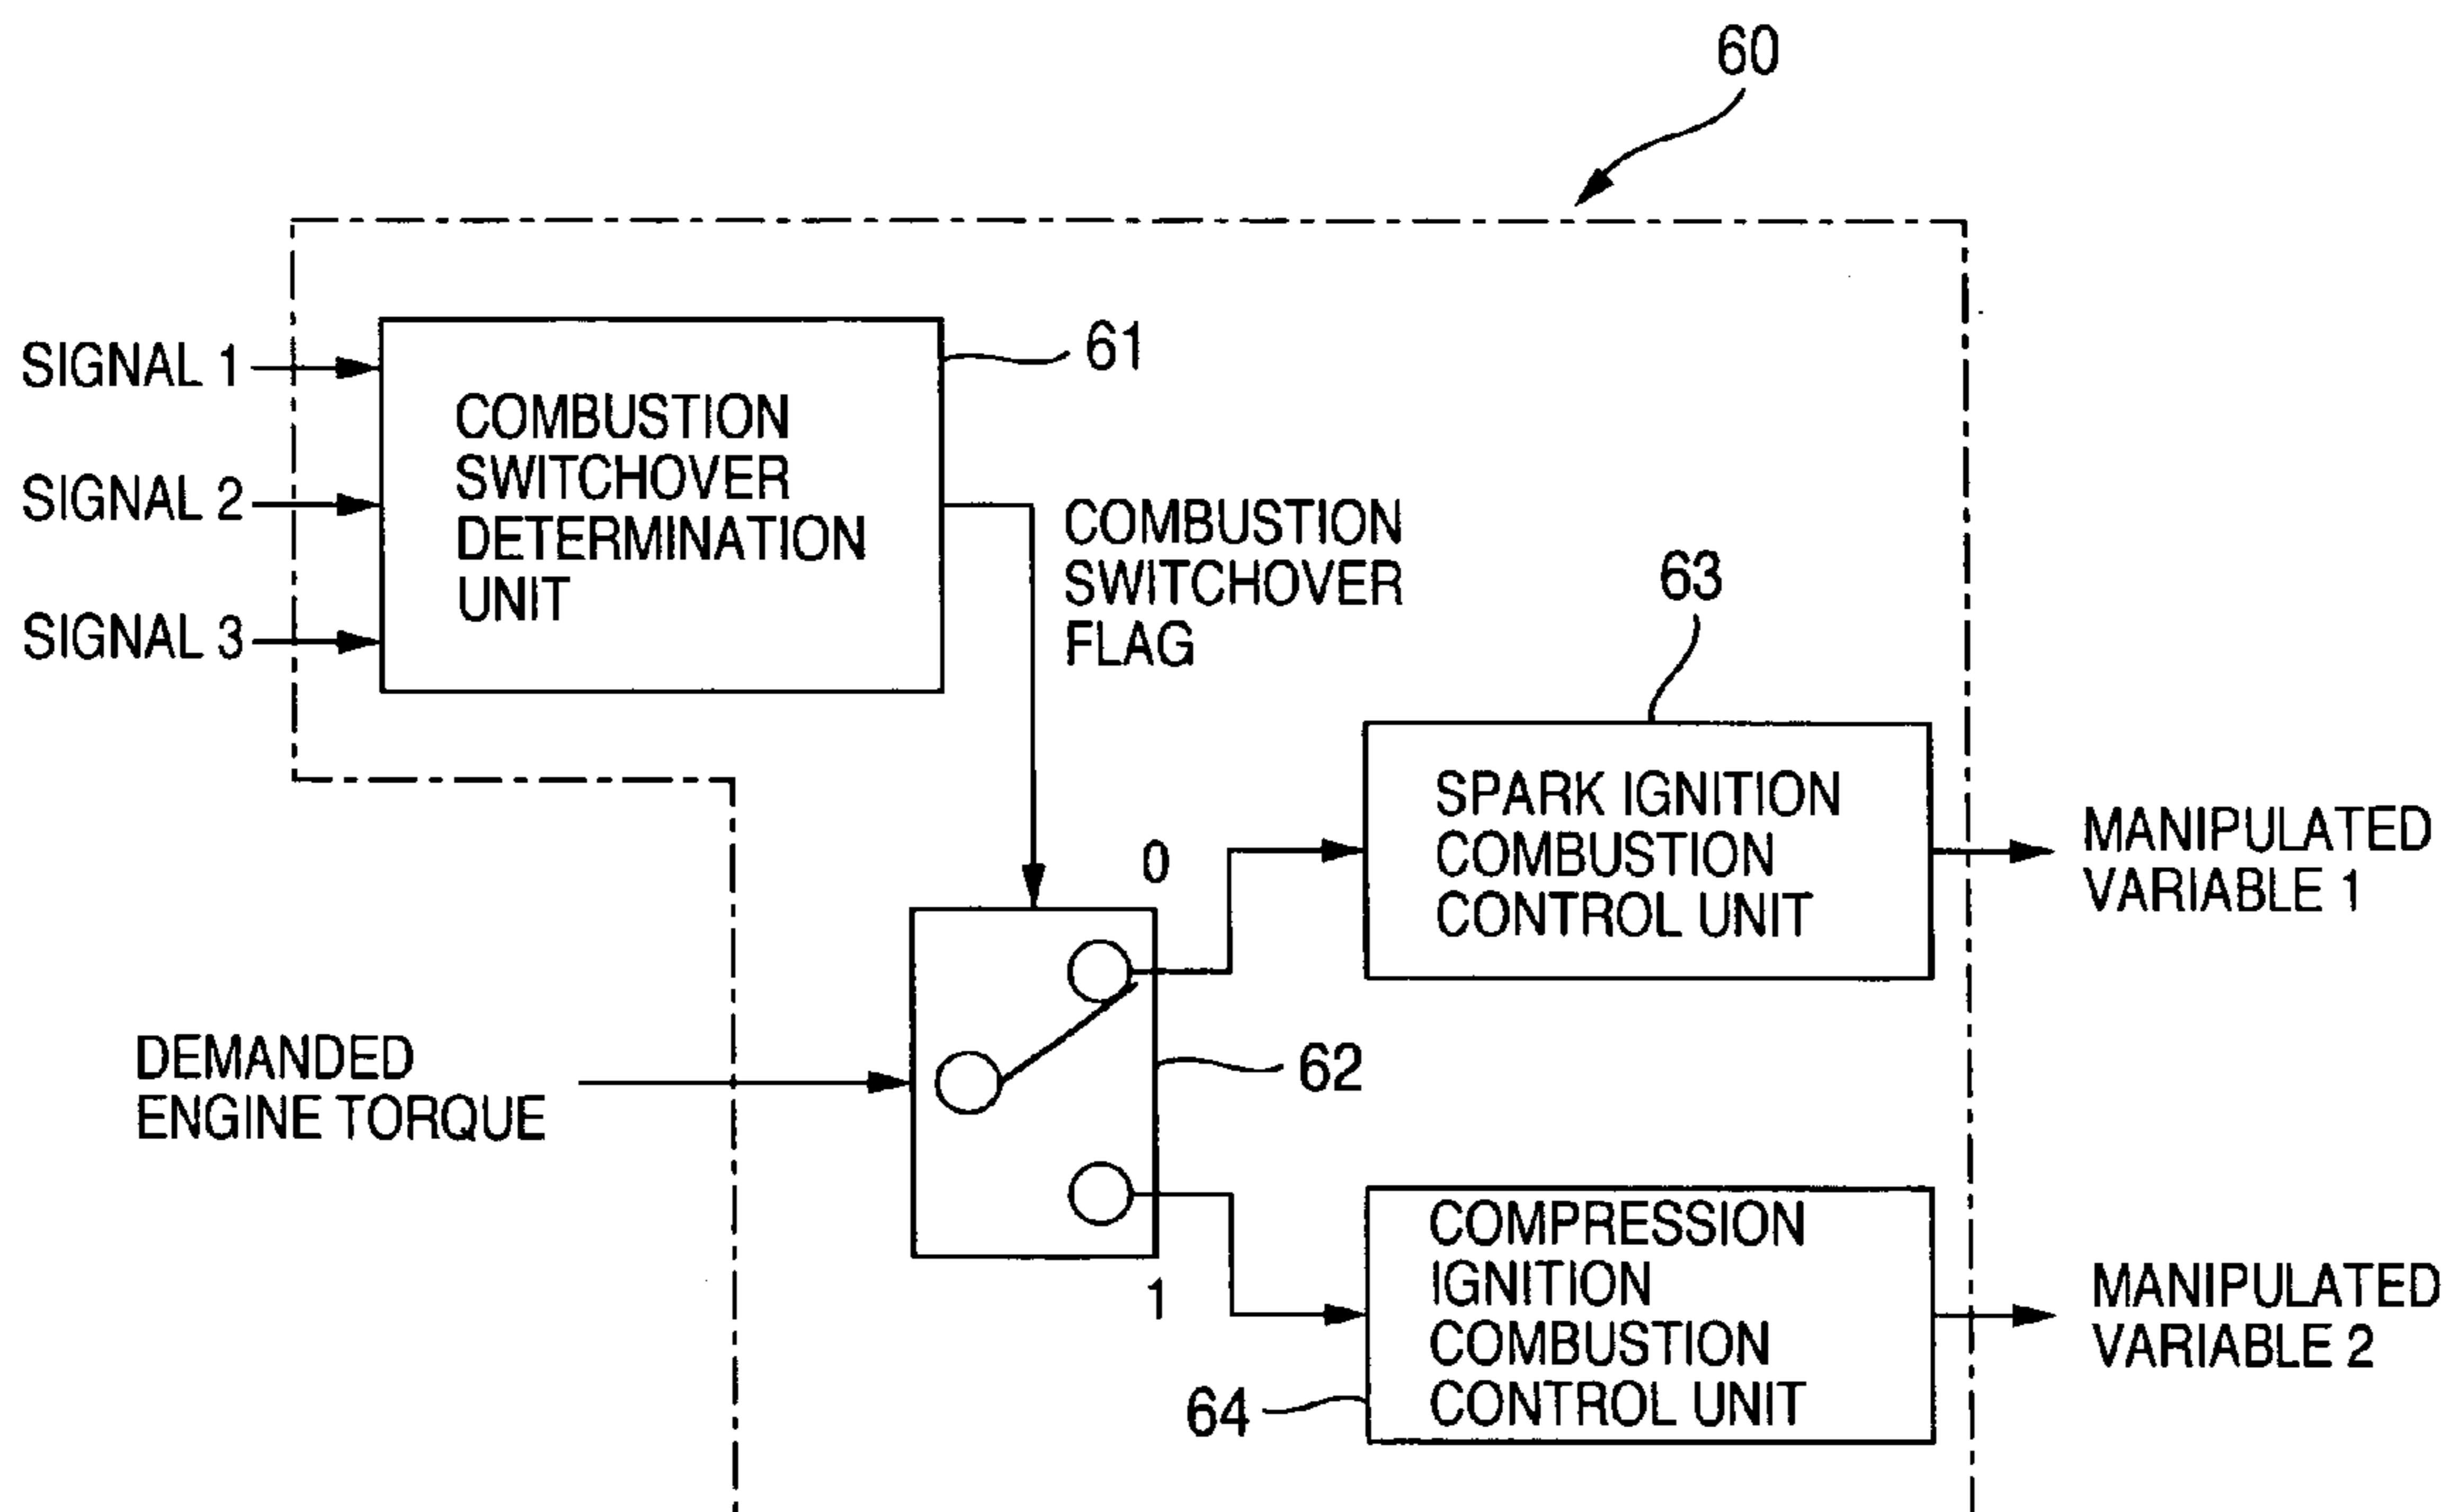 60
SIGNAL 1
SIGNAL 2
SIGNAL 3
COMBUSTION
SWITCHOVER
DETERMINATION
UNIT
61
COMBUSTION
SWITCHOVER
FLAG
63
SPARK IGNITION
COMBUSTION
CONTROL UNIT
MANIPULATED
VARIABLE 1
0
DEMANDED
ENGINE TORQUE
62
1
COMPRESSION
IGNITION
COMBUSTION
CONTROL UNIT
64
MANIPULATED
VARIABLE 2